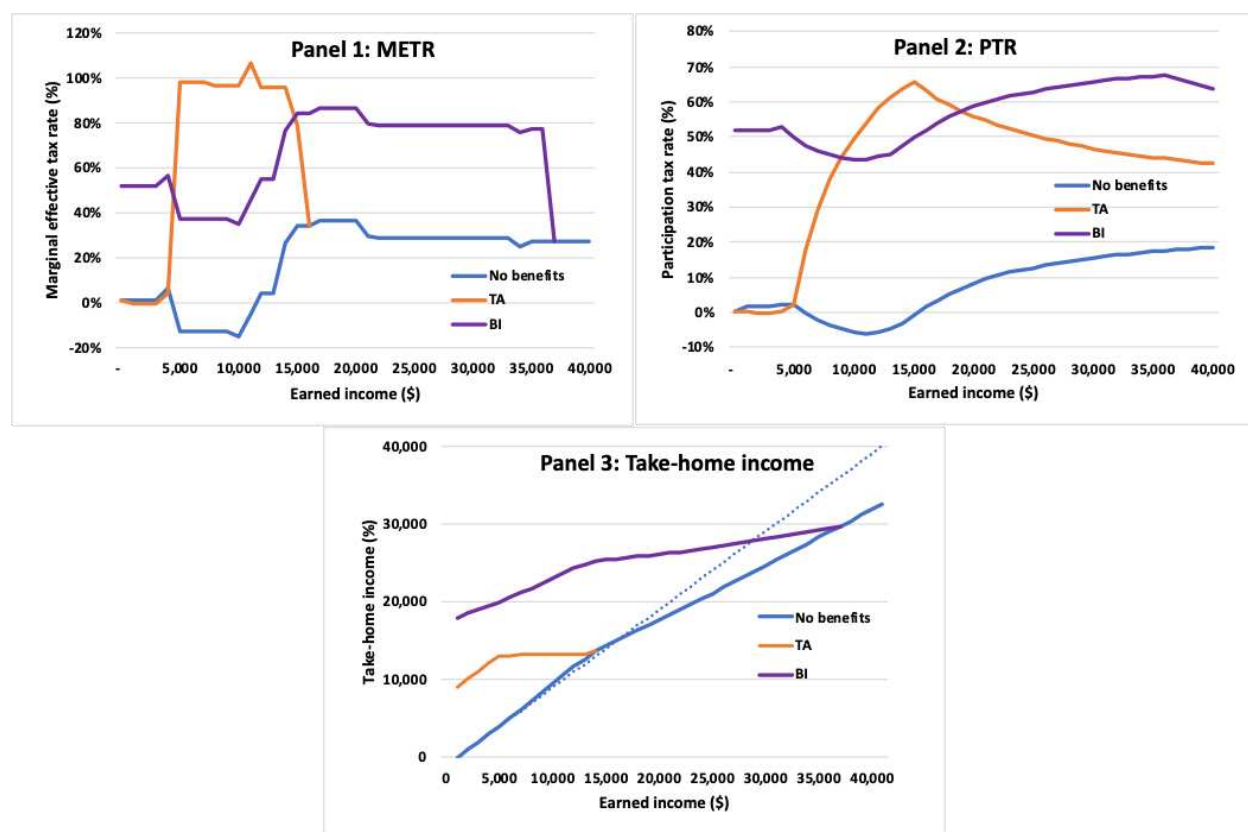 Panel 1: METR
Marginal effective tax rate (%)
120%
100%
80%
60%
40%
20%
0%
-20%
No benefits
TA
BI
- 5,000 10,000 15,000 20,000 25,000 30,000 35,000 40,000
Earned income ($)
Panel 2: PTR
Participation tax rate (%)
80%
70%
60%
50%
40%
30%
20%
10%
0%
-10%
No benefits
TA
BI
- 5,000 10,000 15,000 20,000 25,000 30,000 35,000 40,000
Earned income ($)
Panel 3: Take-home income
Take-home income (%)
40,000
30,000
20,000
10,000
0
No benefits
TA
BI
0 5,000 10,000 15,000 20,000 25,000 30,000 35,000 40,000
Earned income ($)